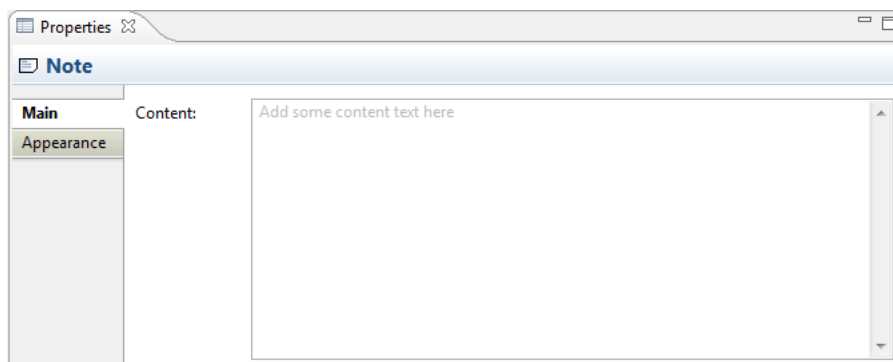 Properties
Note
Main
Content:
Add some content text here
Appearance